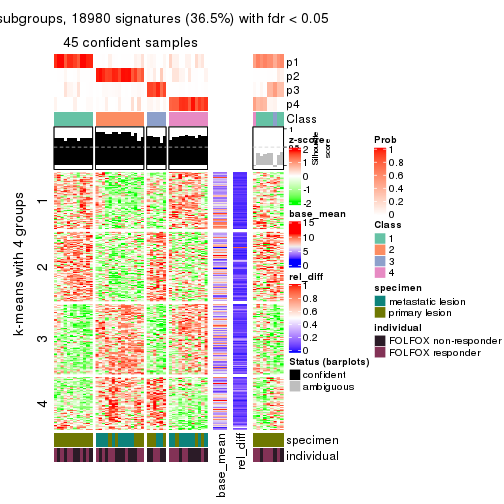 subgroups, 18980 signatures (36.5%) with fdr < 0.05
45 confident samples
p1
p2
p3
p4
Class
1
Silhouette
score
z-score
2
1
0
-1
-2
base_mean
15
10
5
0
rel_diff
1
0.8
0.6
0.4
0.2
0
Status (barplots)
confident
ambiguous
Prob
1
0.8
0.6
0.4
0.2
0
Class
1
2
3
4
specimen
metastatic lesion
primary lesion
individual
FOLFOX non-responder
FOLFOX responder
k-means with 4 groups
1
2
3
4
specimen
individual
base_mean
rel_diff